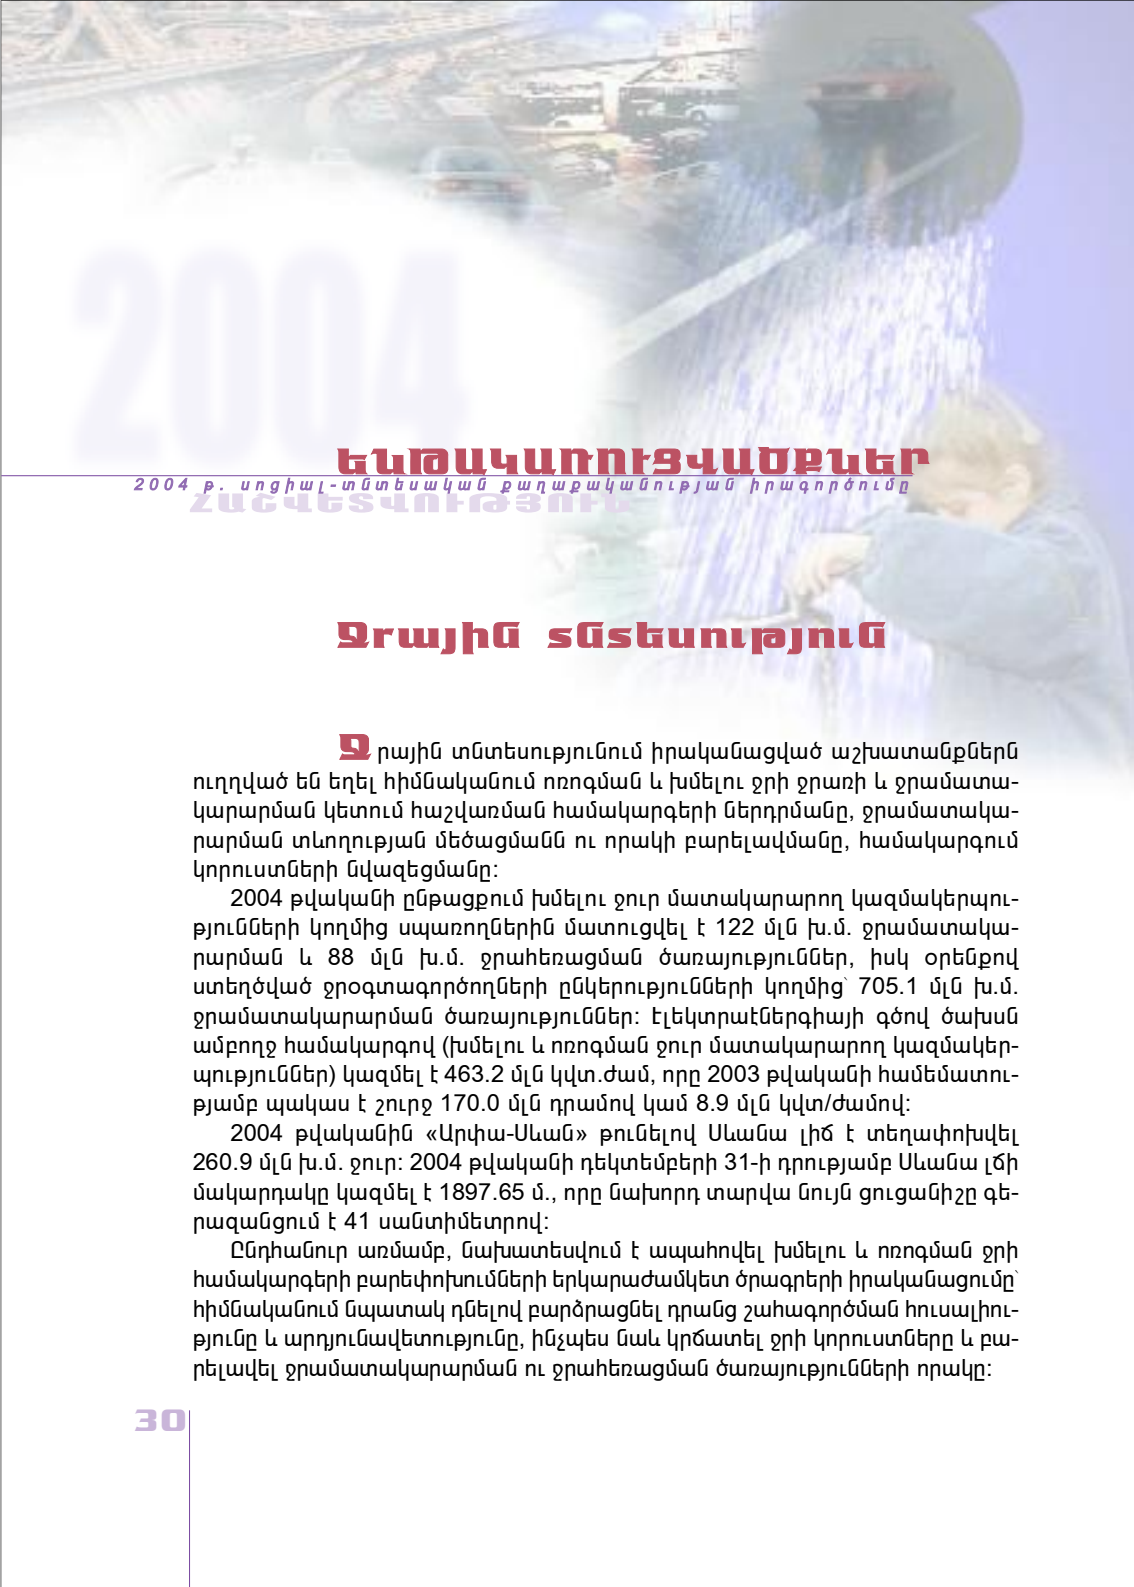 2004
ԵՆԹԱԿԱՌՈՒՑՎԱԾՔՆԵՐ
2004 թ. սոցիալ-տնտեսական քաղաքականության իրագործումը
ՀԱՇՎԵՏՎՈՒԹՅՈՒՆ
Ջրային տնտեսություն
Ջրային տնտեսությունում իրականացված աշխատանքներն
ուղղված են եղել հիմնականում ոռոգման և խմելու ջրի ջրառի և ջրամատա-
կարարման կետում հաշվառման համակարգերի ներդրմանը, ջրամատակա-
րարման տևողության մեծացմանն ու որակի բարելավմանը, համակարգում
կորուստների նվազեցմանը:
2004 թվականի ընթացքում խմելու ջուր մատակարարող կազմակերպու-
թյունների կողմից սպառողներին մատուցվել է 122 մլն խ.մ. ջրամատակա-
րարման և 88 մլն խ.մ. ջրահեռացման ծառայություններ, իսկ օրենքով
ստեղծված ջրօգտագործողների ընկերությունների կողմից՝ 705.1 մլն խ.մ.
ջրամատակարարման ծառայություններ: Էլեկտրաէներգիայի գծով ծախսն
ամբողջ համակարգով (խմելու և ոռոգման ջուր մատակարարող կազմակեր-
պություններ) կազմել է 463.2 մլն կվտ.ժամ, որը 2003 թվականի համեմատու-
թյամբ պակաս է շուրջ 170.0 մլն դրամով կամ 8.9 մլն կվտ/ժամով:
2004 թվականին «Արփա-Սևան» թունելով Սևանա լիճ է տեղափոխվել
260.9 մլն խ.մ. ջուր: 2004 թվականի դեկտեմբերի 31-ի դրությամբ Սևանա լճի
մակարդակը կազմել է 1897.65 մ., որը նախորդ տարվա նույն ցուցանիշը գե-
րազանցում է 41 սանտիմետրով:
Ընդհանուր առմամբ, նախատեսվում է ապահովել խմելու և ոռոգման ջրի
համակարգերի բարեփոխումների երկարաժամկետ ծրագրերի իրականացումը՝
հիմնականում նպատակ դնելով բարձրացնել դրանց շահագործման հուսալիու-
թյունը և արդյունավետությունը, ինչպես նաև կրճատել ջրի կորուստները և բա-
րելավել ջրամատակարարման ու ջրահեռացման ծառայությունների որակը:
30